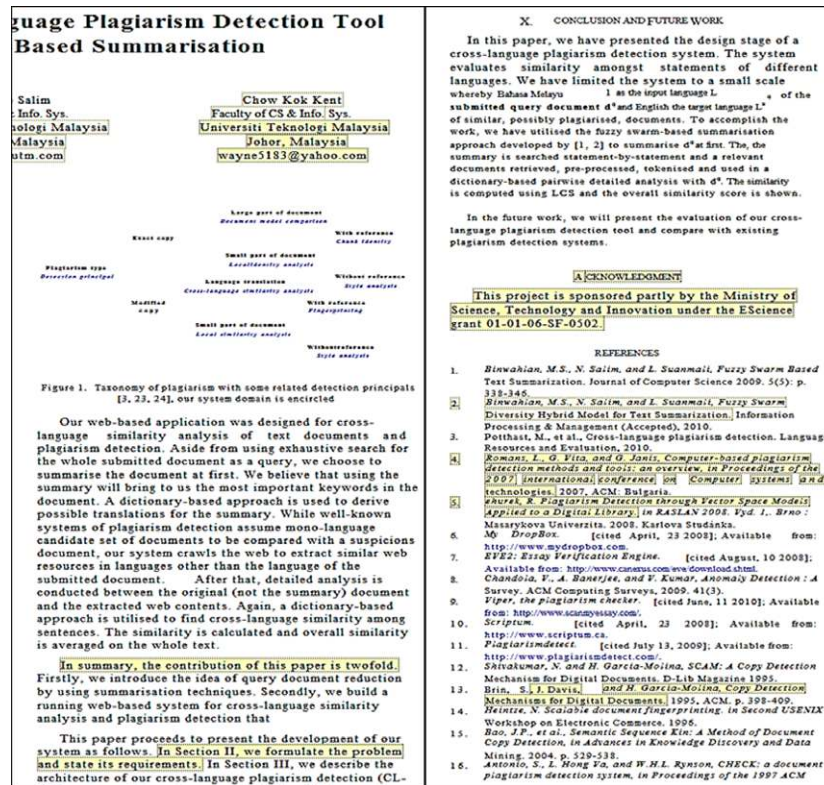 guage Plagiarism Detection Tool
Based Summarisation
Salim
Info. Sys.
nologi Malaysia
Malaysia
utm.com
Chow Kok Kent
Faculty of CS & Info. Sys.
Universiti Teknologi Malaysia
Johor, Malaysia
wayne5183@yahoo.com
Large part of document
Document model comparison
With reference
Chunk identity
Exact copy
Small part of document
Local identity analysis
Plagiarism type
Detection principal
Without reference
Style analysis
Language translation
Cross-language similarity analysis
Modified
copy
With reference
Fingerprinting
Small part of document
Local similarity analysis
Without reference
Style analysis
Figure 1. Taxonomy of plagiarism with some related detection principals
[3, 23, 24], our system domain is encircled
Our web-based application was designed for cross-
language similarity analysis of text documents and
plagiarism detection. Aside from using exhaustive search for
the whole submitted document as a query, we choose to
summarise the document at first. We believe that using the
summary will bring to us the most important keywords in the
document. A dictionary-based approach is used to derive
possible translations for the summary. While well-known
systems of plagiarism detection assume mono-language
candidate set of documents to be compared with a suspicious
document, our system crawls the web to extract similar web
resources in languages other than the language of the
submitted document. After that, detailed analysis is
conducted between the original (not the summary) document
and the extracted web contents. Again, a dictionary-based
approach is utilised to find cross-language similarity among
sentences. The similarity is calculated and overall similarity
is averaged on the whole text.
In summary, the contribution of this paper is twofold.
Firstly, we introduce the idea of query document reduction
by using summarisation techniques. Secondly, we build a
running web-based system for cross-language similarity
analysis and plagiarism detection that
This paper proceeds to present the development of our
system as follows. In Section II, we formulate the problem
and state its requirements. In Section III, we describe the
architecture of our cross-language plagiarism detection (CL-
X. CONCLUSION AND FUTURE WORK
In this paper, we have presented the design stage of a
cross-language plagiarism detection system. The system
evaluates similarity amongst statements of different
languages. We have limited the system to a small scale
whereby Bahasa Melayu 1 as the input language L of the
submitted query document d and English the target language L
of similar, possibly plagiarised, documents. To accomplish the
work, we have utilised the fuzzy swarm-based summarisation
approach developed by [1, 2] to summarise d at first. The, the
summary is searched statement-by-statement and a relevant
documents retrieved, pre-processed, tokenised and used in a
dictionary-based pairwise detailed analysis with d. The similarity
is computed using LCS and the overall similarity score is shown.
In the future work, we will present the evaluation of our cross-
language plagiarism detection tool and compare with existing
plagiarism detection systems.
A CKNOWLEDGMENT
This project is sponsored partly by the Ministry of
Science, Technology and Innovation under the EScience
grant 01-01-06-SF-0502.
REFERENCES
1. Binwahlan, M.S., N. Salim, and L. Suanmali, Fuzzy Swarm Based
Text Summarization. Journal of Computer Science 2009. 5(5): p.
338-346.
2. Binwahlan, M.S., N. Salim, and L. Suanmali, Fuzzy Swarm
Diversity Hybrid Model for Text Summarization. Information
Processing & Management (Accepted), 2010.
3. Potthast, M., et al., Cross-language plagiarism detection. Languag
Resources and Evaluation, 2010.
4. Romans, L., G. Vita, and G. Janis, Computer-based plagiarism
detection methods and tools: an overview, in Proceedings of the
2007 international conference on Computer systems and
technologies. 2007, ACM: Bulgaria.
5. ehurek, R. Plagiarism Detection through Vector Space Models
Applied to a Digital Library. in RASLAN 2008. Vyd. 1,. Brno :
Masarykova Univerzita. 2008. Karlova Studánka.
6. My DropBox. [cited April, 23 2008]; Available from:
http://www.mydropbox.com.
7. EVE2: Essay Verification Engine. [cited August, 10 2008];
Available from: http://www.canexus.com/eve/download.shtml.
8. Chandola, V., A. Banerjee, and V. Kumar, Anomaly Detection : A
Survey. ACM Computing Surveys, 2009. 41(3).
9. Viper, the plagiarism checker. [cited June, 11 2010]; Available
from: http://www.scanmyessay.com/.
10. Scriptum. [cited April, 23 2008]; Available from:
http://www.scriptum.ca.
11. Plagiarismdetect. [cited July 13, 2009]; Available from:
http://www.plagiarismdetect.com/.
12. Shivakumar, N. and H. Garcia-Molina, SCAM: A Copy Detection
Mechanism for Digital Documents. D-Lib Magazine 1995.
13. Brin, S., J. Davis, and H. Garcia-Molina, Copy Detection
Mechanisms for Digital Documents. 1995, ACM. p. 398-409.
14. Heintze, N. Scalable document fingerprinting. in Second USENIX
Workshop on Electronic Commerce. 1996.
15. Bao, J.P., et al., Semantic Sequence Kin: A Method of Document
Copy Detection, in Advances in Knowledge Discovery and Data
Mining. 2004. p. 529-538.
16. Antonio, S., L. Hong Va, and W.H.L. Rynson, CHECK: a document
plagiarism detection system, in Proceedings of the 1997 ACM